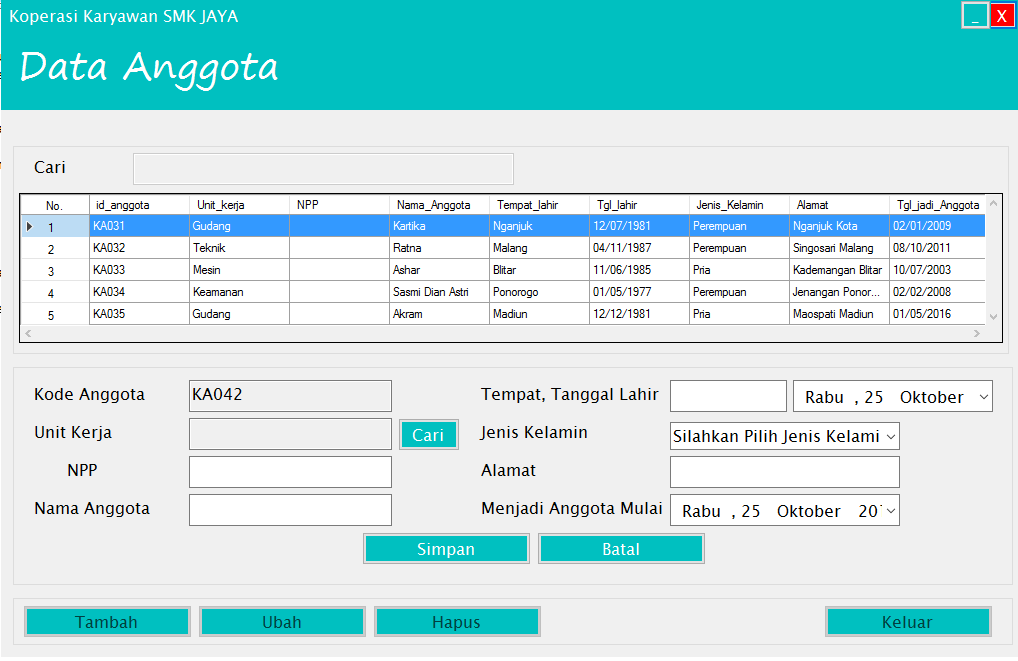 Koperasi Karyawan SMK JAYA
_ X
Data Anggota
Cari
No. id_anggota Unit_kerja NPP Nama_Anggota Tempat_lahir Tgl_lahir Jenis_Kelamin Alamat Tgl_jadi_Anggota
1 KA031 Gudang Kartika Nganjuk 12/07/1981 Perempuan Nganjuk Kota 02/01/2009
2 KA032 Teknik Ratna Malang 04/11/1987 Perempuan Singosari Malang 08/10/2011
3 KA033 Mesin Ashar Blitar 11/06/1985 Pria Kademangan Blitar 10/07/2003
4 KA034 Keamanan Sasmi Dian Astri Ponorogo 01/05/1977 Perempuan Jenangan Ponor... 02/02/2008
5 KA035 Gudang Akram Madiun 12/12/1981 Pria Maospati Madiun 01/05/2016
Kode Anggota KA042 Tempat, Tanggal Lahir Rabu , 25 Oktober
Unit Kerja Cari Jenis Kelamin Silahkan Pilih Jenis Kelami
NPP Alamat
Nama Anggota Menjadi Anggota Mulai Rabu , 25 Oktober 20
Simpan Batal
Tambah Ubah Hapus Keluar